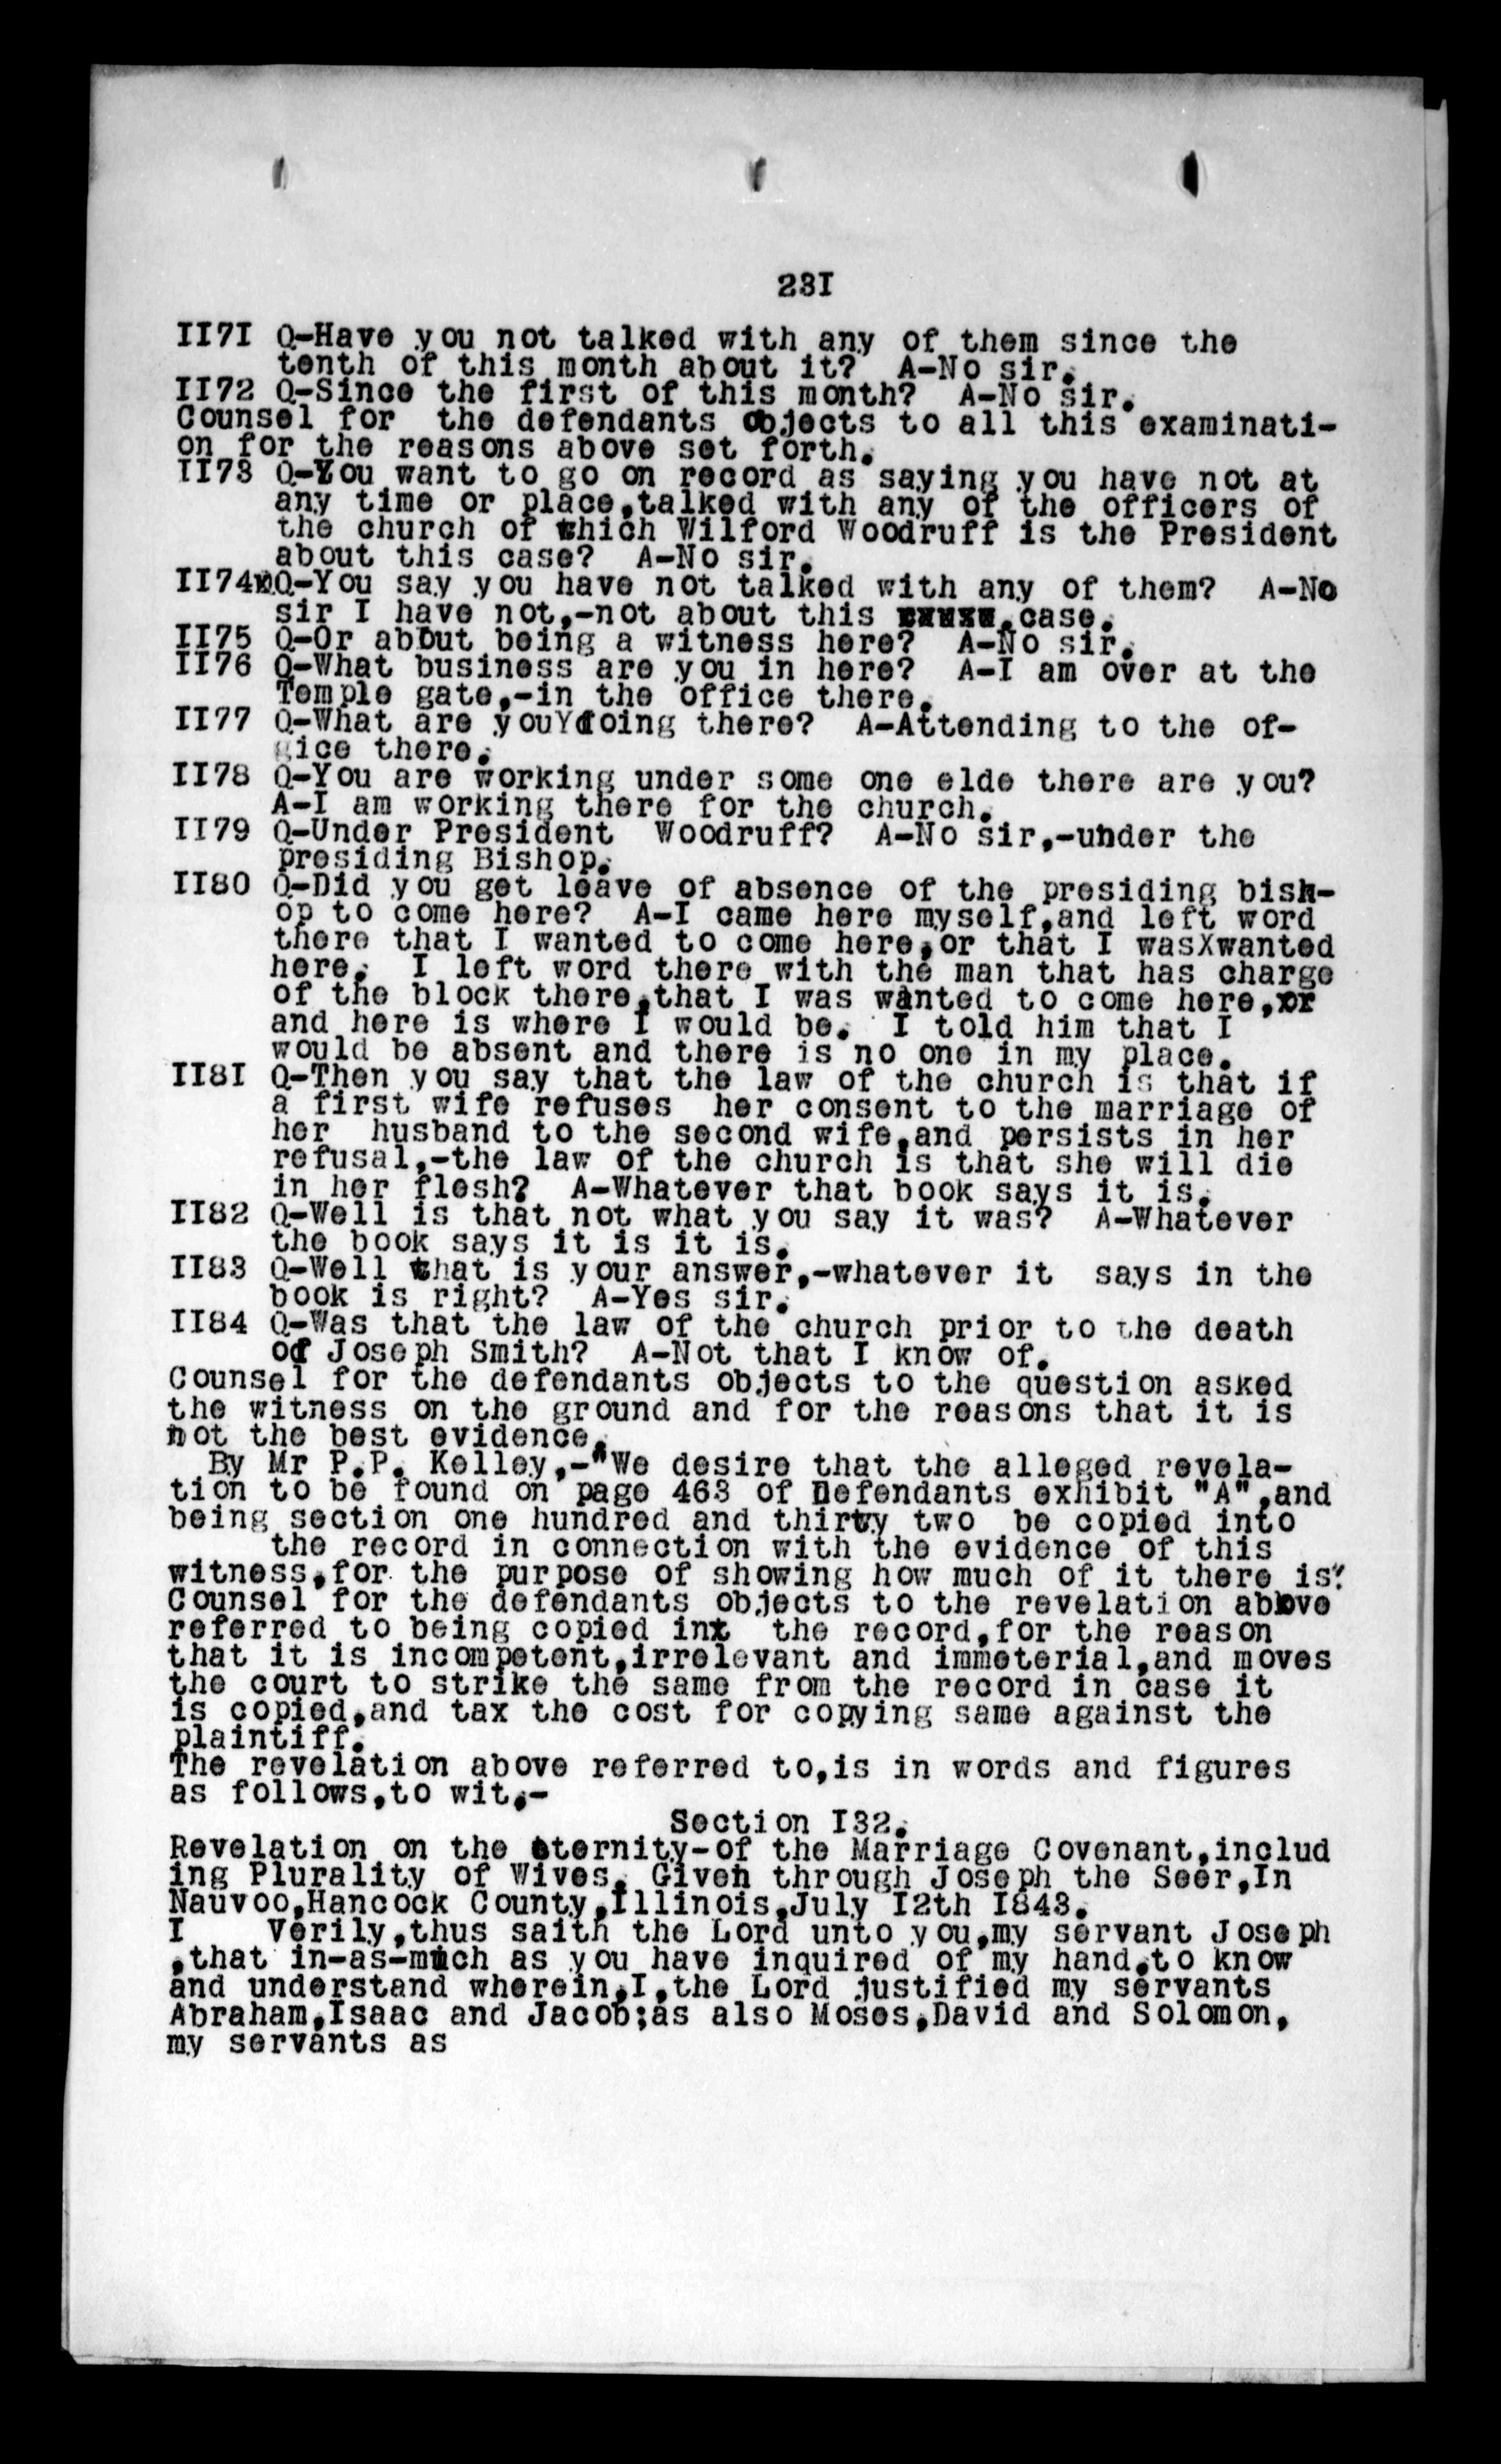 231
II7I Q-Have you not talked with any of them since the
tenth of this month about it? A-No sir.
II72 Q-Since the first of this month? A-No sir.
Counsel for the defendants objects to all this examinati-
on for the reasons above set forth.
II73 Q-You want to go on record as saying you have not at
any time or place,talked with any of the officers of
the church of which Wilford Woodruff is the President
about this case? A-No sir.
II74 Q-You say you have not talked with any of them? A-No
sir I have not,-not about this case.
II75 Q-Or about being a witness here? A-No sir.
II76 Q-What business are you in here? A-I am over at the
Temple gate,-in the office there.
II77 Q-What are youYdoing there? A-Attending to the of-
gice there.
II78 Q-You are working under some one elde there are you?
A-I am working there for the church.
II79 Q-Under President Woodruff? A-No sir,-under the
presiding Bishop.
II80 Q-Did you get leave of absence of the presiding bish-
op to come here? A-I came here myself,and left word
there that I wanted to come here,or that I wasXwanted
here. I left word there with the man that has charge
of the block there,that I was wanted to come here,or
and here is where I would be. I told him that I
would be absent and there is no one in my place.
II8I Q-Then you say that the law of the church is that if
a first wife refuses her consent to the marriage of
her husband to the second wife,and persists in her
refusal,-the law of the church is that she will die
in her flesh? A-Whatever that book says it is.
II82 Q-Well is that not what you say it was? A-Whatever
the book says it is it is.
II83 Q-Well that is your answer,-whatever it says in the
book is right? A-Yes sir.
II84 Q-Was that the law of the church prior to the death
of Joseph Smith? A-Not that I know of.
Counsel for the defendants objects to the question asked
the witness on the ground and for the reasons that it is
not the best evidence.
By Mr P.P. Kelley,-"We desire that the alleged revela-
tion to be found on page 463 of Defendants exhibit "A",and
being section one hundred and thirty two be copied into
the record in connection with the evidence of this
witness,for the purpose of showing how much of it there is".
Counsel for the defendants objects to the revelation above
referred to being copied int the record,for the reason
that it is incompetent,irrelevant and immeterial,and moves
the court to strike the same from the record in case it
is copied,and tax the cost for copying same against the
plaintiff.
The revelation above referred to,is in words and figures
as follows,to wit,-
Section I32.
Revelation on the eternity-of the Marriage Covenant,includ
ing Plurality of Wives. Given through Joseph the Seer,In
Nauvoo,Hancock County,Illinois,July I2th I843.
I Verily,thus saith the Lord unto you,my servant Joseph
,that in-as-much as you have inquired of my hand,to know
and understand wherein,I,the Lord justified my servants
Abraham,Isaac and Jacob;as also Moses,David and Solomon,
my servants as